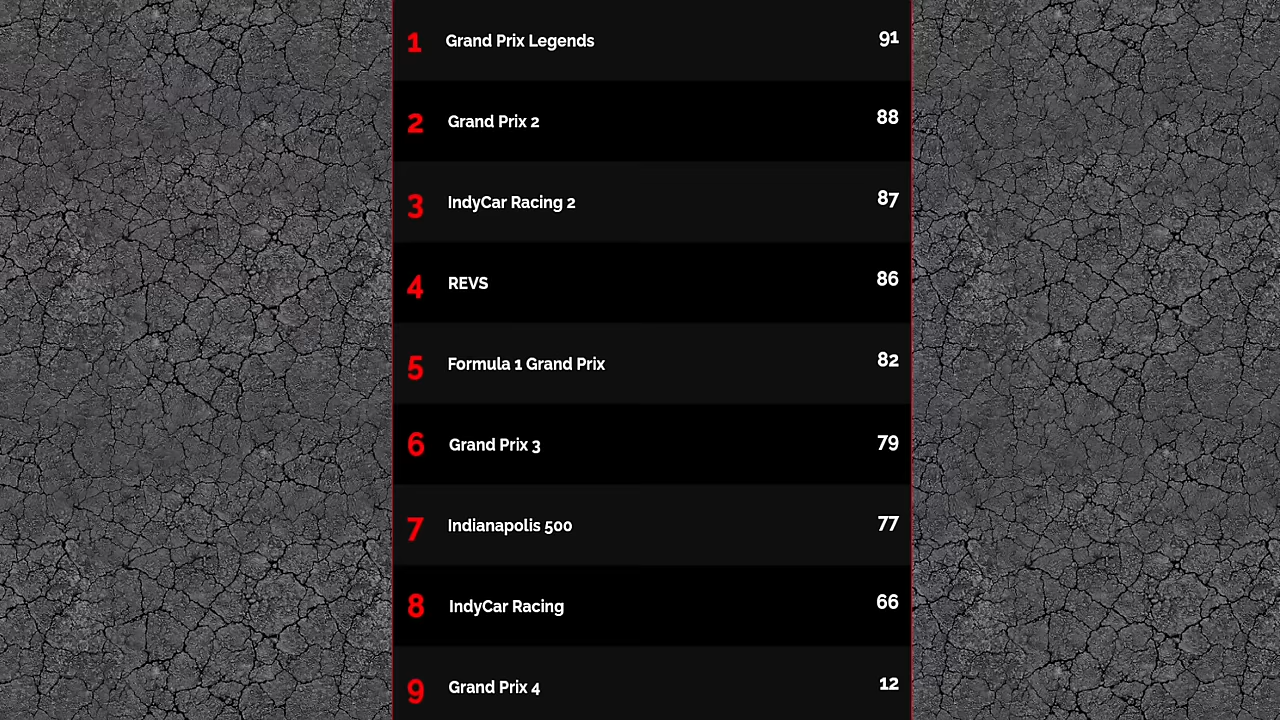 1 Grand Prix Legends 91
2 Grand Prix 2 88
3 IndyCar Racing 2 87
4 REVS 86
5 Formula 1 Grand Prix 82
6 Grand Prix 3 79
7 Indianapolis 500 77
8 IndyCar Racing 66
9 Grand Prix 4 12